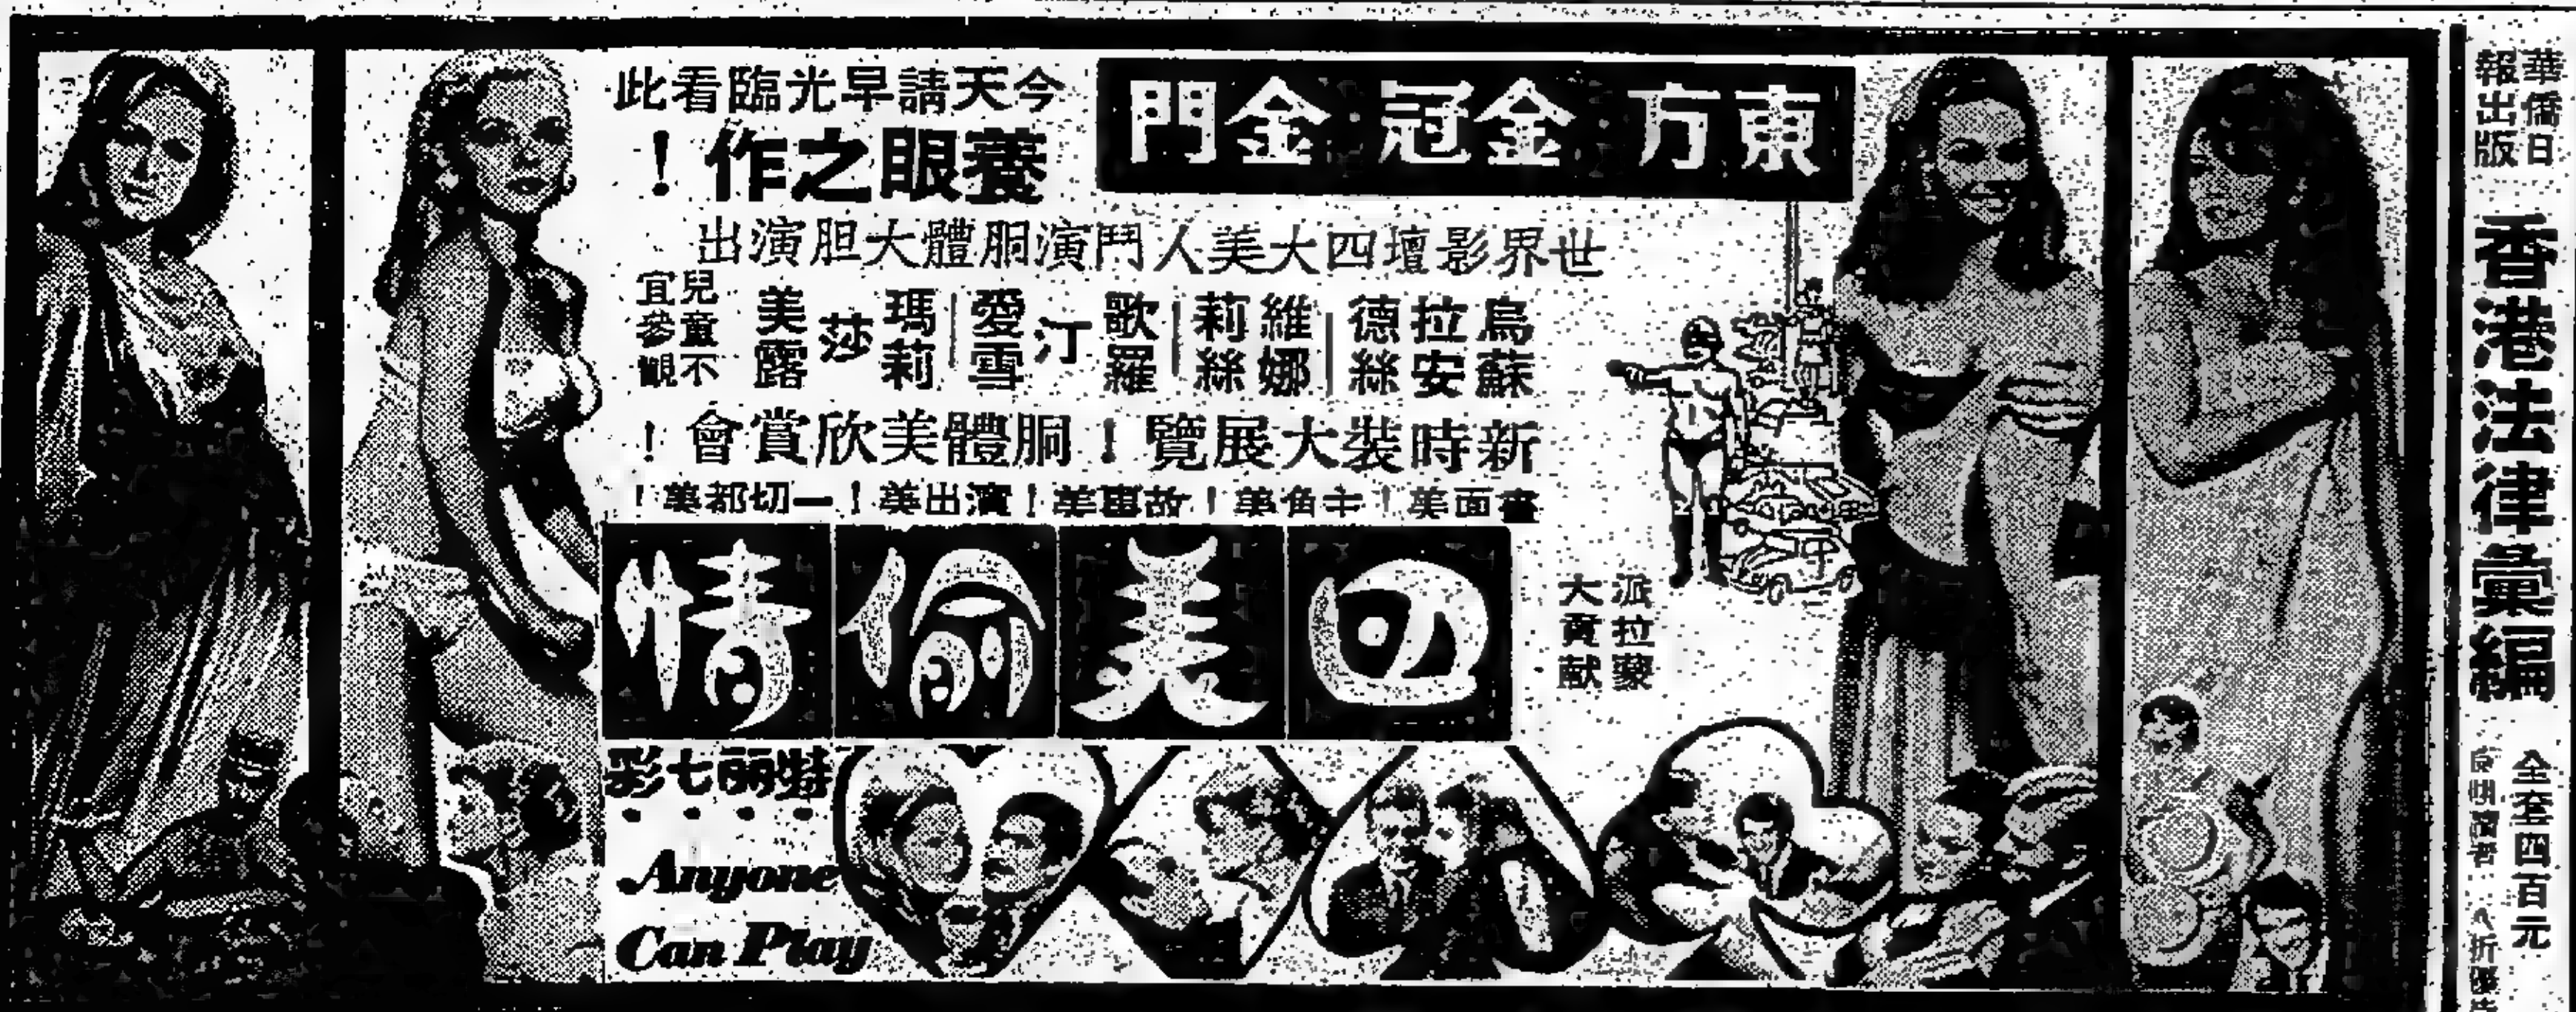 東方 金冠 金門
今天請早光臨看此
養眼之作！
世界影壇四大美人鬥演胴體大胆演出
烏蘇拉安德絲｜維娜莉絲｜歌羅汀愛雪｜瑪莉莎美露
兒童不宜參觀
新時裝大展覽！胴體美欣賞會！
畫面美！主角美！故事美！演出美！一切都美！
派拉蒙大貢献
四美偷情
特丽七彩
Anyone
Can Play
華僑日報出版
香港法律彙編
全套四百元